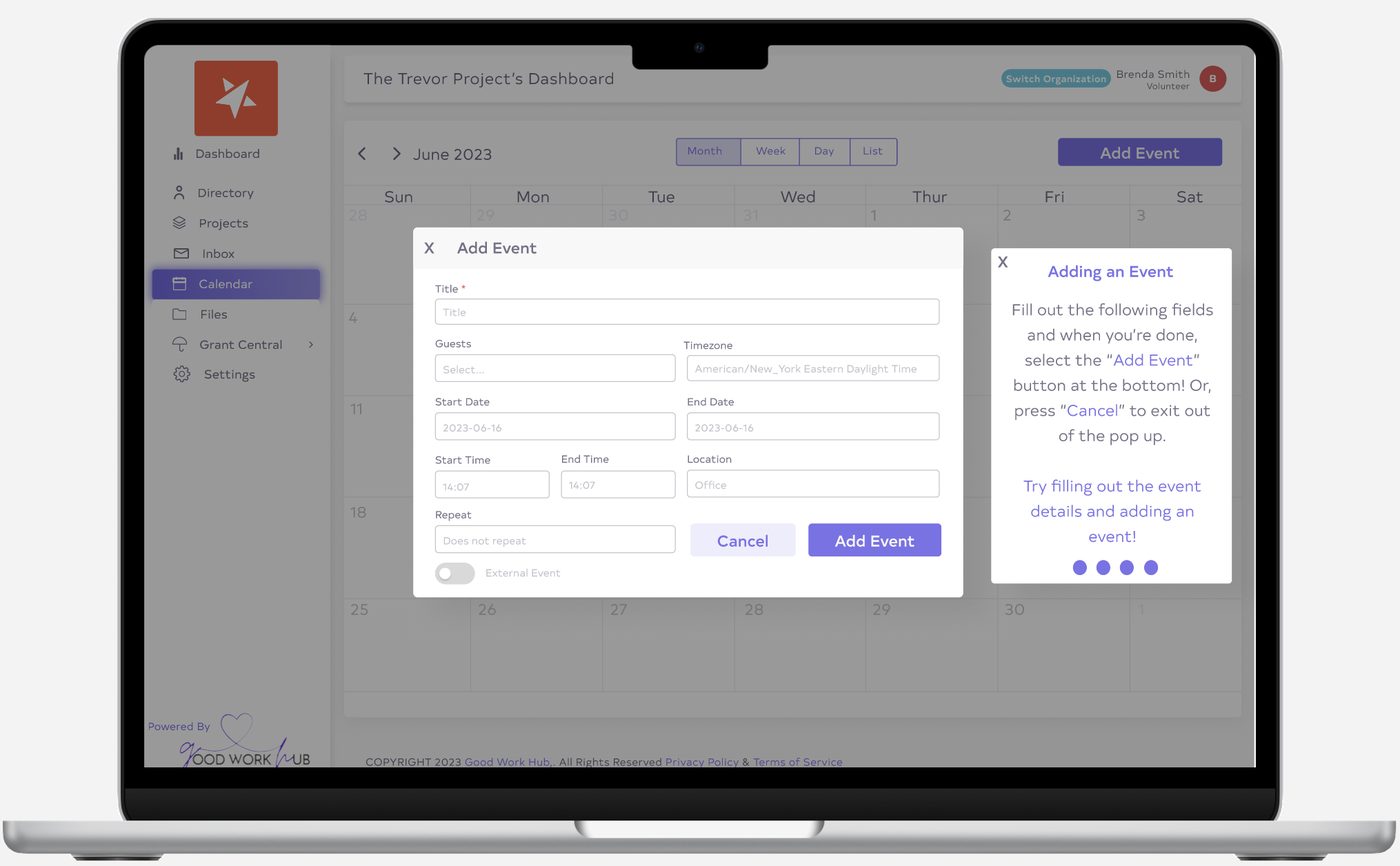 The Trevor Project's Dashboard
Switch Organization
Brenda Smith
Volunteer
B
Dashboard
Directory
Projects
Inbox
Calendar
Files
Grant Central
Settings
Powered By
good WORK hUB
June 2023
Month Week Day List
Add Event
Sun Mon Tue Wed Thur Fri Sat
28 29 30 31 1 2 3
4
11
18
25 26 27 28 29 30 1
X Add Event
Title *
Title
Guests Timezone
Select... American/New_York Eastern Daylight Time
Start Date End Date
2023-06-16 2023-06-16
Start Time End Time Location
14:07 14:07 Office
Repeat
Does not repeat
Cancel Add Event
External Event
X
Adding an Event
Fill out the following fields
and when you're done,
select the "Add Event"
button at the bottom! Or,
press "Cancel" to exit out
of the pop up.
Try filling out the event
details and adding an
event!
COPYRIGHT 2023 Good Work Hub,. All Rights Reserved Privacy Policy & Terms of Service